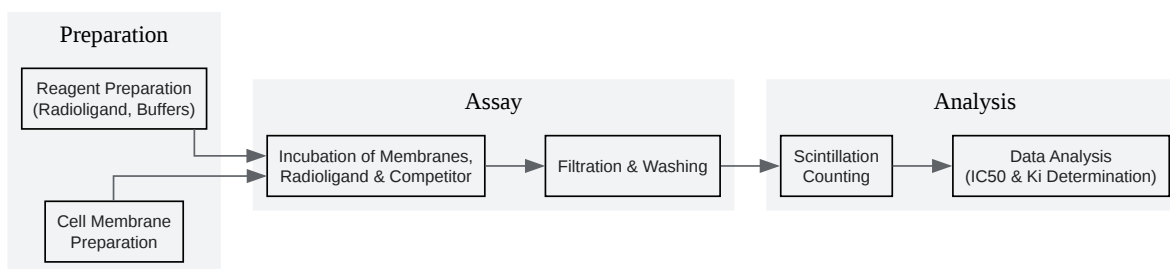 Preparation
Reagent Preparation
(Radioligand, Buffers)
Cell Membrane
Preparation
Assay
Incubation of Membranes,
Radioligand & Competitor
Filtration & Washing
Analysis
Scintillation
Counting
Data Analysis
(IC50 & Ki Determination)